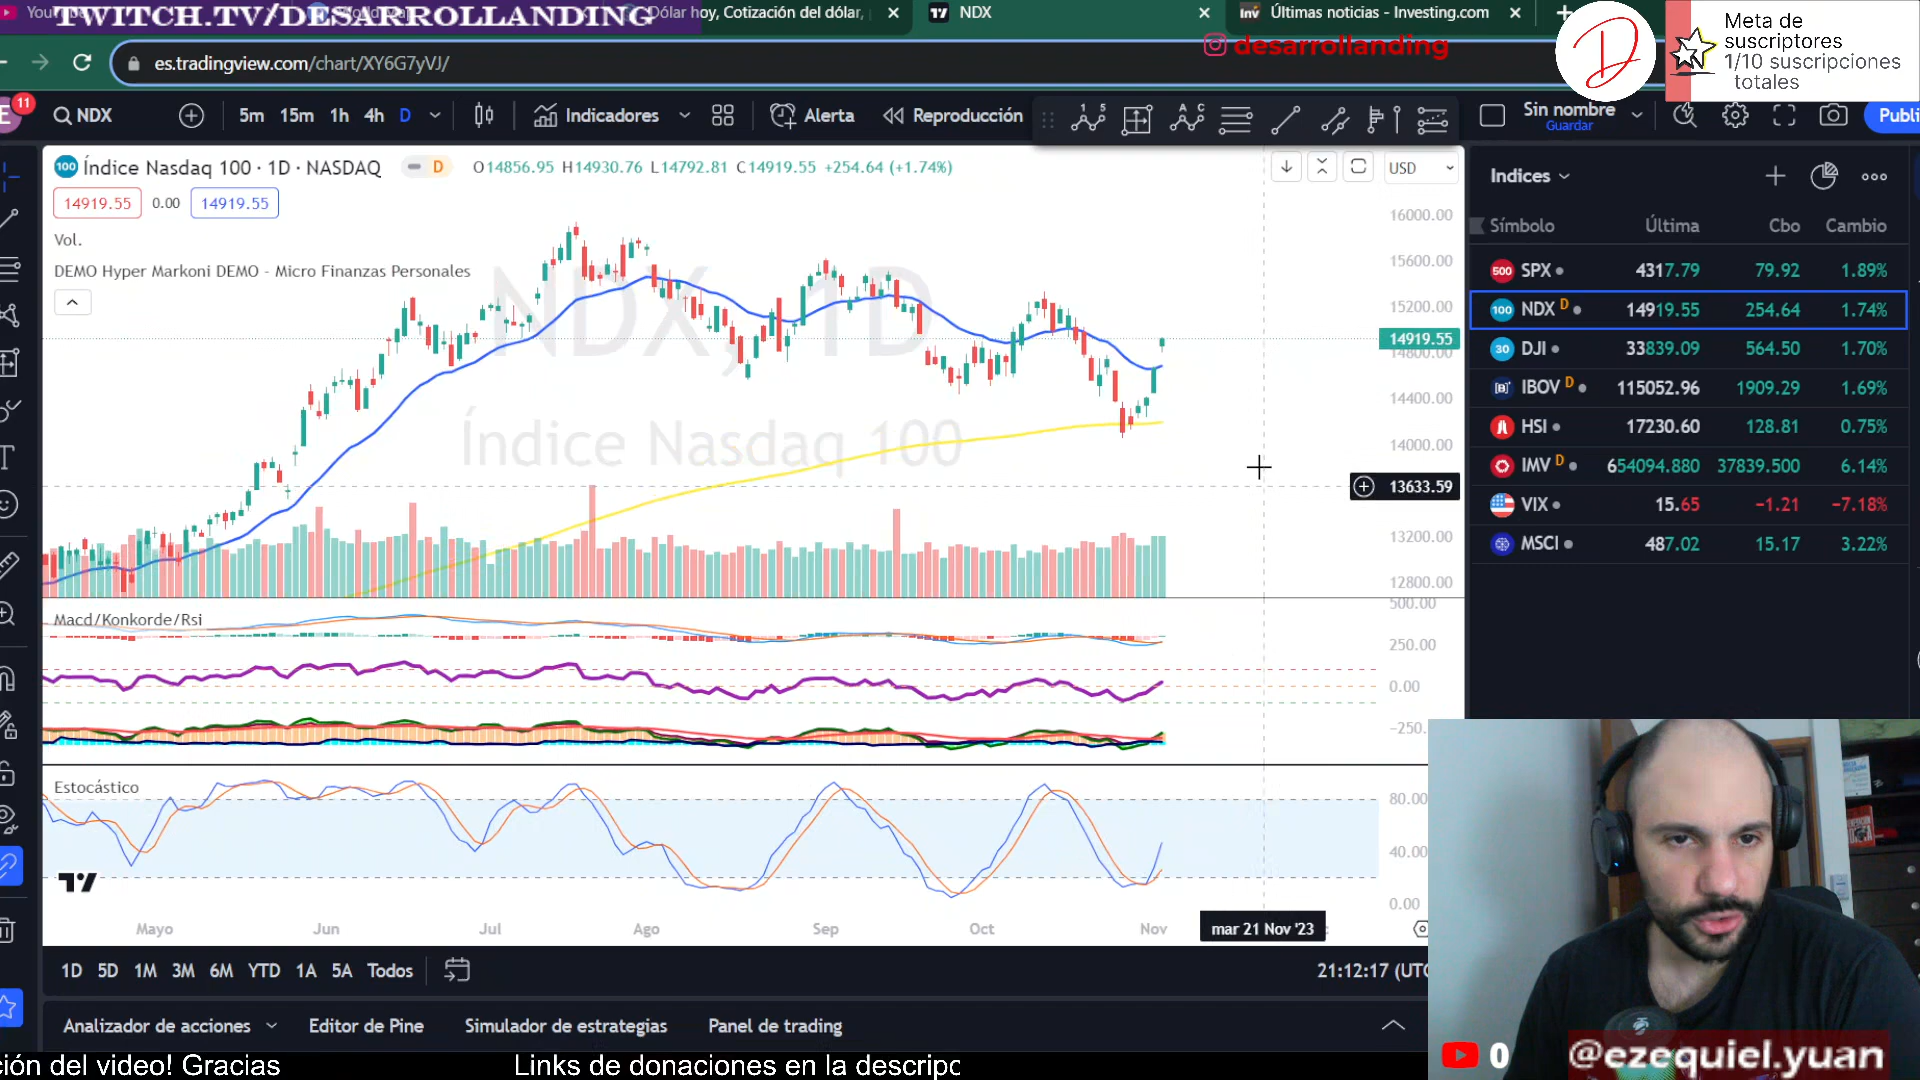 TWITCH.TV/DESARROLLANDING
Dólar hoy, Cotización del dólar,
NDX
Últimas noticias - Investing.com
es.tradingview.com/chart/XY6G7yVJ/
desarrollanding
D
Meta de
suscriptores
1/10 suscripciones
totales
11
NDX
5m 15m 1h 4h D
Indicadores
Alerta
Reproducción
Sin nombre
Guardar
Publi
100 Índice Nasdaq 100 · 1D · NASDAQ
D
O14856.95 H14930.76 L14792.81 C14919.55 +254.64 (+1.74%)
USD
14919.55 0.00 14919.55
Vol.
DEMO Hyper Markoni DEMO - Micro Finanzas Personales
NDX, 1D
Índice Nasdaq 100
16000.00
15600.00
15200.00
14919.55
14800.00
14400.00
14000.00
13633.59
13200.00
12800.00
Macd/Konkorde/Rsi
500.00
250.00
0.00
−250.
Estocástico
80.00
40.00
0.00
Mayo Jun Jul Ago Sep Oct Nov
mar 21 Nov '23
1D 5D 1M 3M 6M YTD 1A 5A Todos
21:12:17 (UTC
Analizador de acciones
Editor de Pine
Simulador de estrategias
Panel de trading
Indices
Símbolo Última Cbo Cambio
500 SPX 4317.79 79.92 1.89%
100 NDX D 14919.55 254.64 1.74%
30 DJI 33839.09 564.50 1.70%
IBOV D 115052.96 1909.29 1.69%
HSI 17230.60 128.81 0.75%
IMV D 654094.880 37839.500 6.14%
VIX 15.65 −1.21 −7.18%
MSCI 487.02 15.17 3.22%
ción del video! Gracias
Links de donaciones en la descripc
0
@ezequiel.yuan